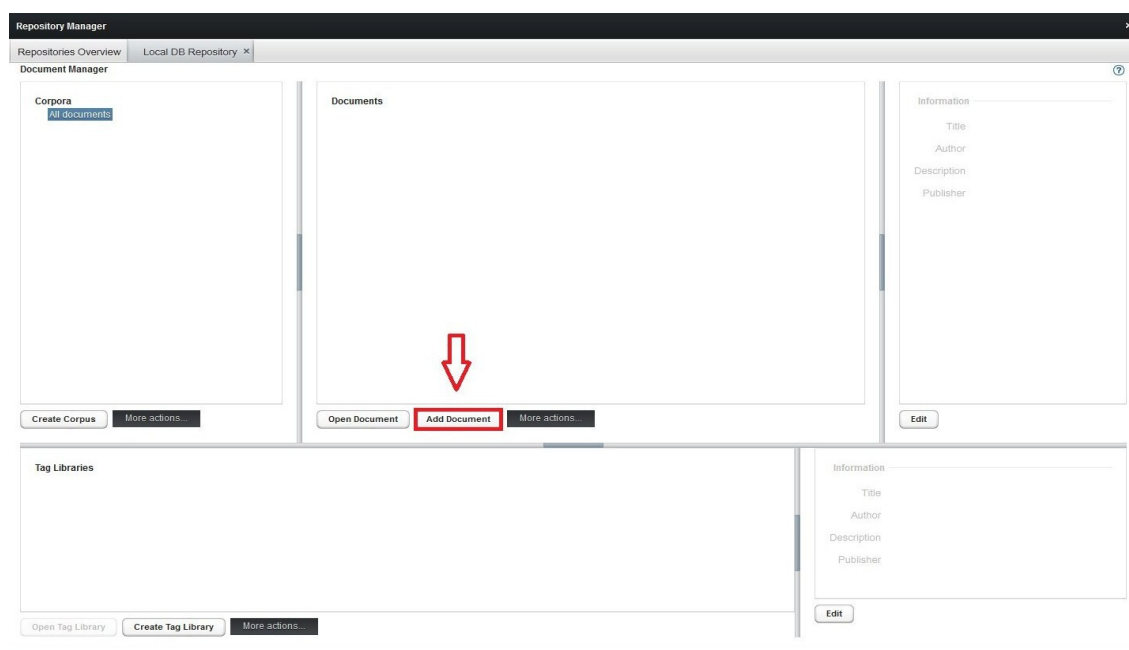 Repository Manager
Repositories Overview
Local DB Repository ×
Document Manager
?
Corpora
All documents
Documents
Information
Title
Author
Description
Publisher
Create Corpus
More actions...
Open Document
Add Document
More actions...
Edit
Tag Libraries
Information
Title
Author
Description
Publisher
Edit
Open Tag Library
Create Tag Library
More actions...